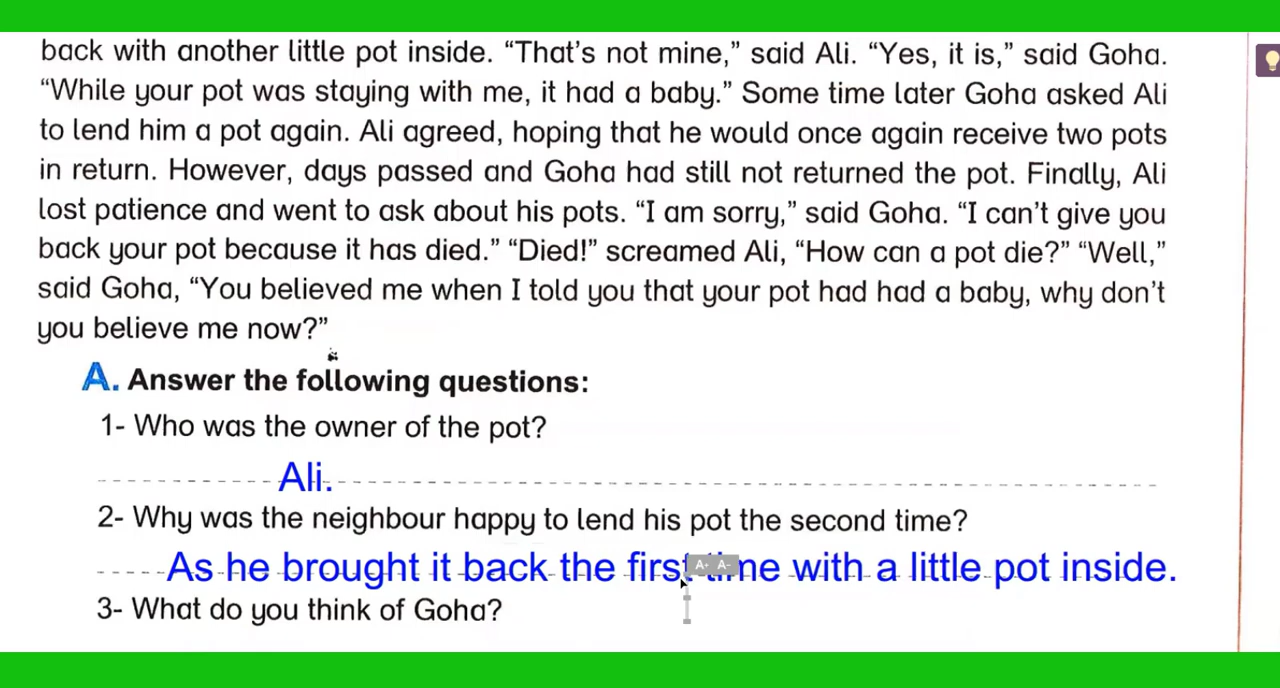 back with another little pot inside. “That’s not mine,” said Ali. “Yes, it is,” said Goha.
“While your pot was staying with me, it had a baby.” Some time later Goha asked Ali
to lend him a pot again. Ali agreed, hoping that he would once again receive two pots
in return. However, days passed and Goha had still not returned the pot. Finally, Ali
lost patience and went to ask about his pots. “I am sorry,” said Goha. “I can’t give you
back your pot because it has died.” “Died!” screamed Ali, “How can a pot die?” “Well,”
said Goha, “You believed me when I told you that your pot had had a baby, why don’t
you believe me now?”
A. Answer the following questions:
1- Who was the owner of the pot?
Ali.
2- Why was the neighbour happy to lend his pot the second time?
As he brought it back the first time with a little pot inside.
A+ A-
3- What do you think of Goha?